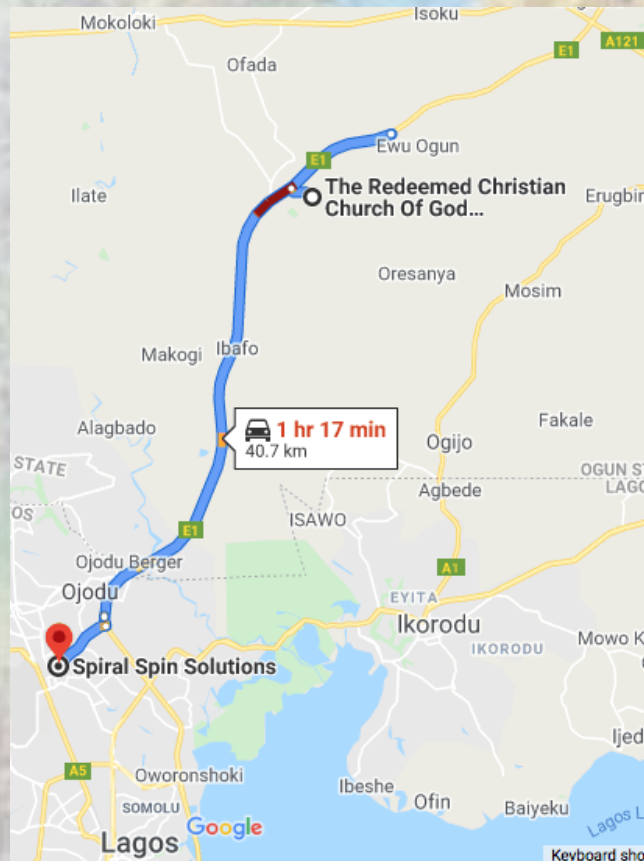 Mokoloki
Isoku
A121
E1
Ofada
Ewu Ogun
E1
The Redeemed Christian
Church Of God...
Ilate
Erugbin
Oresanya
Mosim
Makogi
Ibafo
Alagbado
1 hr 17 min
40.7 km
Fakale
Ogijo
STATE
OGUN ST
LAGO
Agbede
OS
ISAWO
E1
Ojodu Berger
A1
Ojodu
EYITA
Ikorodu
IKORODU
Mowo K
Spiral Spin Solutions
Ijed
A5
Oworonshoki
Ibeshe
Ofin
Baiyeku
SOMOLU
Google
Lagos L
Lagos
Keyboard sho